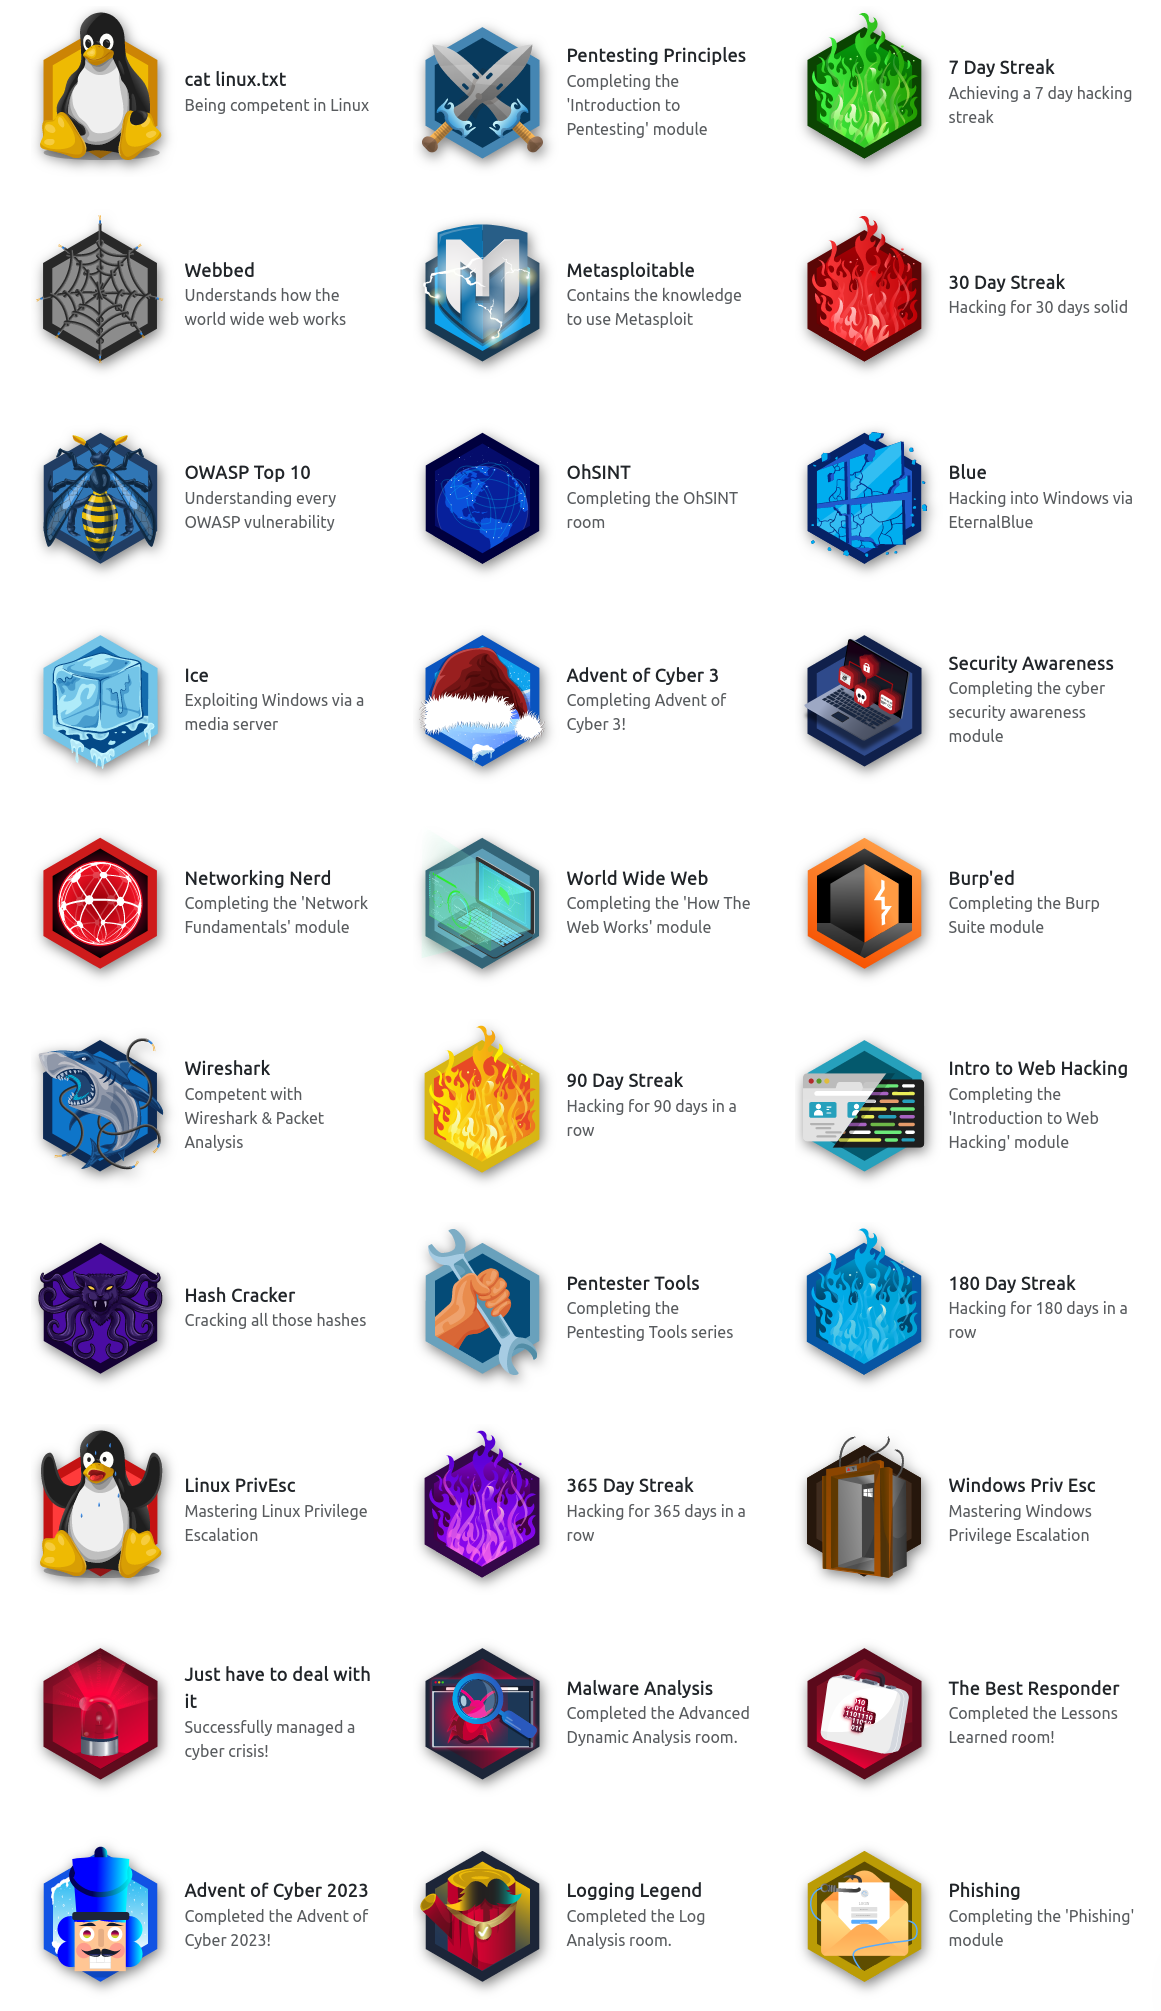 cat linux.txt
Being competent in Linux
Pentesting Principles
Completing the
'Introduction to
Pentesting' module
7 Day Streak
Achieving a 7 day hacking
streak
Webbed
Understands how the
world wide web works
Metasploitable
Contains the knowledge
to use Metasploit
30 Day Streak
Hacking for 30 days solid
OWASP Top 10
Understanding every
OWASP vulnerability
OhSINT
Completing the OhSINT
room
Blue
Hacking into Windows via
EternalBlue
Ice
Exploiting Windows via a
media server
Advent of Cyber 3
Completing Advent of
Cyber 3!
Security Awareness
Completing the cyber
security awareness
module
Networking Nerd
Completing the 'Network
Fundamentals' module
World Wide Web
Completing the 'How The
Web Works' module
Burp'ed
Completing the Burp
Suite module
Wireshark
Competent with
Wireshark & Packet
Analysis
90 Day Streak
Hacking for 90 days in a
row
Intro to Web Hacking
Completing the
'Introduction to Web
Hacking' module
Hash Cracker
Cracking all those hashes
Pentester Tools
Completing the
Pentesting Tools series
180 Day Streak
Hacking for 180 days in a
row
Linux PrivEsc
Mastering Linux Privilege
Escalation
365 Day Streak
Hacking for 365 days in a
row
Windows Priv Esc
Mastering Windows
Privilege Escalation
Just have to deal with
it
Successfully managed a
cyber crisis!
Malware Analysis
Completed the Advanced
Dynamic Analysis room.
The Best Responder
Completed the Lessons
Learned room!
Advent of Cyber 2023
Completed the Advent of
Cyber 2023!
Logging Legend
Completed the Log
Analysis room.
Phishing
Completing the 'Phishing'
module